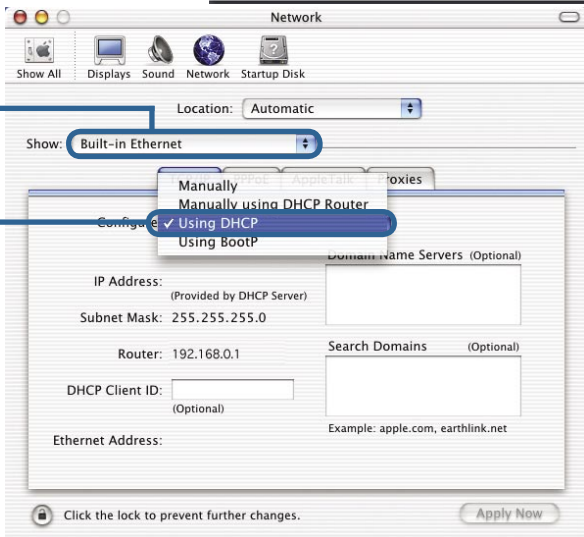 Network
Show All Displays Sound Network Startup Disk
Location: Automatic
Show: Built-in Ethernet
PPPoE AppleTalk Proxies
Manually
Manually using DHCP Router
Configure ✓ Using DHCP
Using BootP
Domain Name Servers (Optional)
IP Address:
(Provided by DHCP Server)
Subnet Mask: 255.255.255.0
Router: 192.168.0.1
Search Domains (Optional)
DHCP Client ID:
(Optional)
Example: apple.com, earthlink.net
Ethernet Address:
Click the lock to prevent further changes.
Apply Now